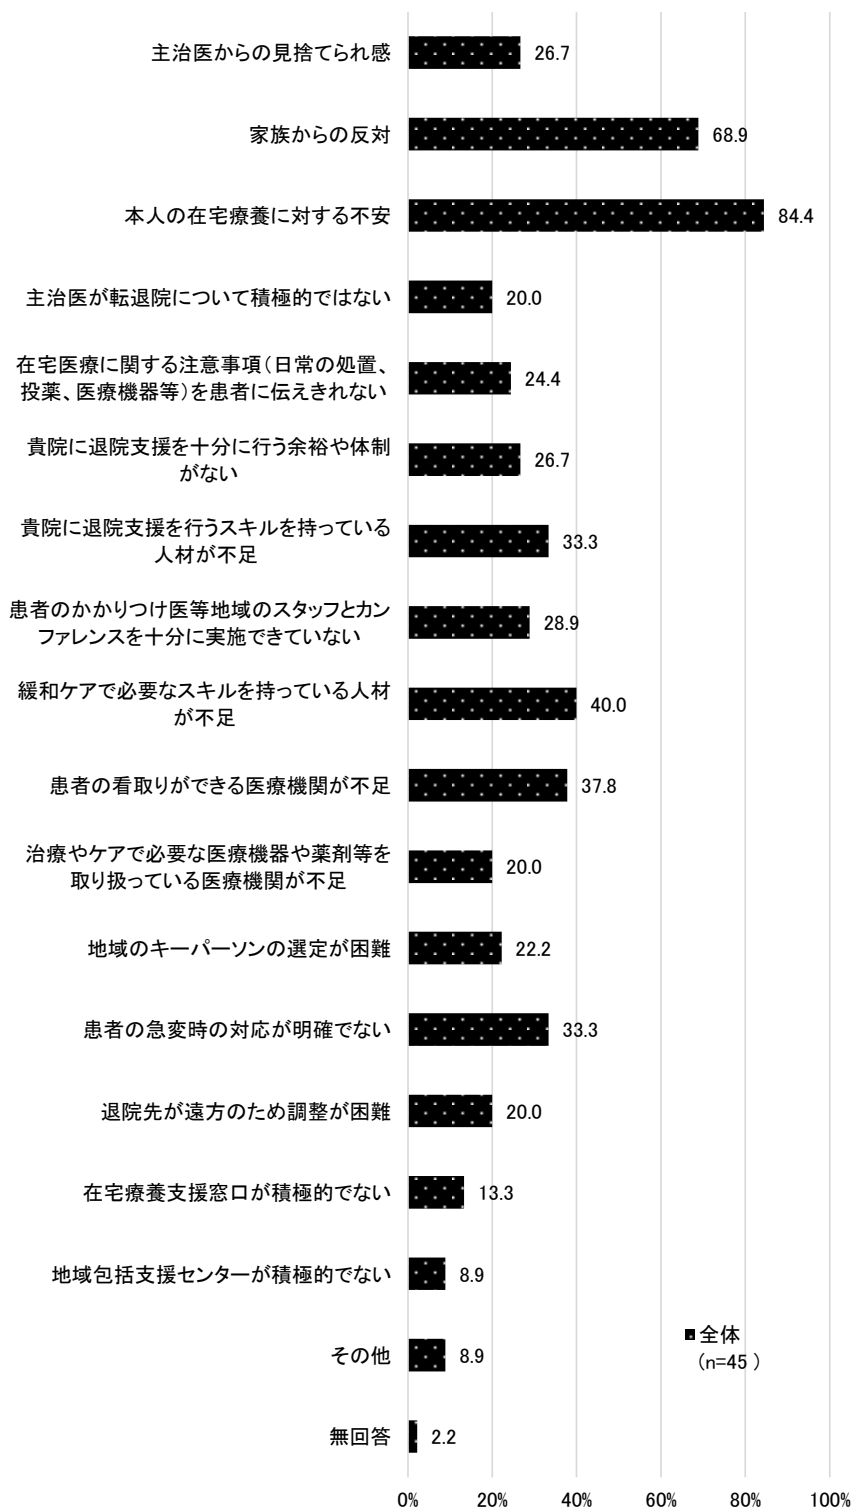 主治医からの見捨てられ感
26.7
家族からの反対
68.9
本人の在宅療養に対する不安
84.4
主治医が転退院について積極的ではない
20.0
在宅医療に関する注意事項（日常の処置、
投薬、医療機器等）を患者に伝えきれない
24.4
貴院に退院支援を十分に行う余裕や体制
がない
26.7
貴院に退院支援を行うスキルを持っている
人材が不足
33.3
患者のかかりつけ医等地域のスタッフとカン
ファレンスを十分に実施できていない
28.9
緩和ケアで必要なスキルを持っている人材
が不足
40.0
患者の看取りができる医療機関が不足
37.8
治療やケアで必要な医療機器や薬剤等を
取り扱っている医療機関が不足
20.0
地域のキーパーソンの選定が困難
22.2
患者の急変時の対応が明確でない
33.3
退院先が遠方のため調整が困難
20.0
在宅療養支援窓口が積極的でない
13.3
地域包括支援センターが積極的でない
8.9
その他
8.9
無回答
2.2
全体
（n=45 ）
0% 20% 40% 60% 80% 100%